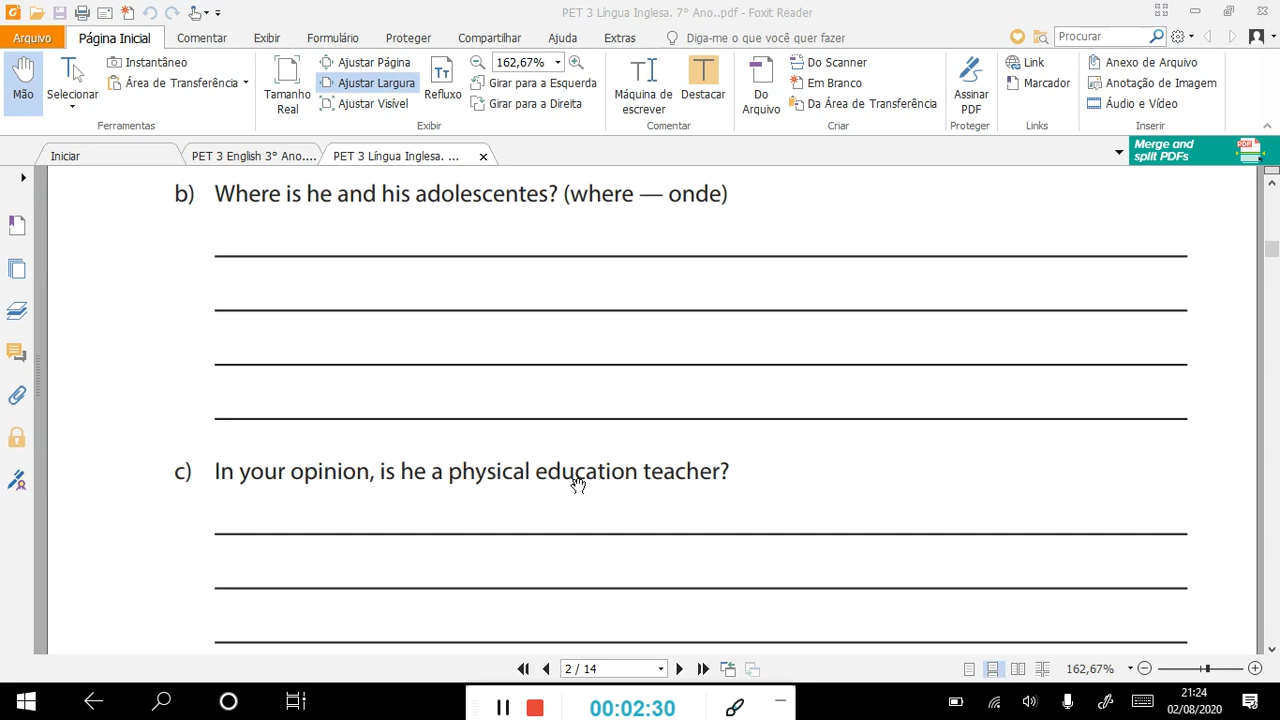 PET 3 Língua Inglesa. 7° Ano..pdf - Foxit Reader
Arquivo
Página Inicial
Comentar
Exibir
Formulário
Proteger
Compartilhar
Ajuda
Extras
Diga-me o que você quer fazer
Procurar
Mão
Selecionar
Instantâneo
Área de Transferência
Ferramentas
Tamanho
Real
Ajustar Página
Ajustar Largura
Ajustar Visível
Refluxo
162,67%
Girar para a Esquerda
Girar para a Direita
Exibir
Máquina de
escrever
Destacar
Comentar
Do
Arquivo
Do Scanner
Em Branco
Da Área de Transferência
Criar
Assinar
PDF
Proteger
Link
Marcador
Links
Anexo de Arquivo
Anotação de Imagem
Áudio e Vídeo
Inserir
Iniciar
PET 3 English 3° Ano....
PET 3 Língua Inglesa. ...
Merge and
split PDFs
b) Where is he and his adolescentes? (where — onde)
c) In your opinion, is he a physical education teacher?
2 / 14
162,67%
00:02:30
21:24
02/08/2020